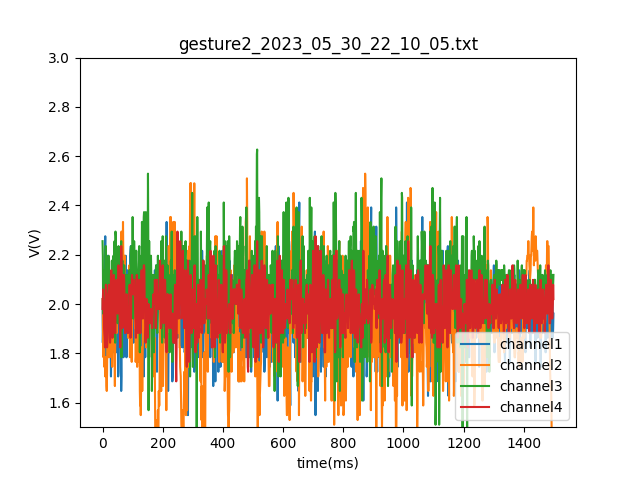 gesture2_2023_05_30_22_10_05.txt
3.0
2.8
2.6
2.4
2.2
2.0
1.8
1.6
V(V)
channel1
channel2
channel3
channel4
0 200 400 600 800 1000 1200 1400
time(ms)